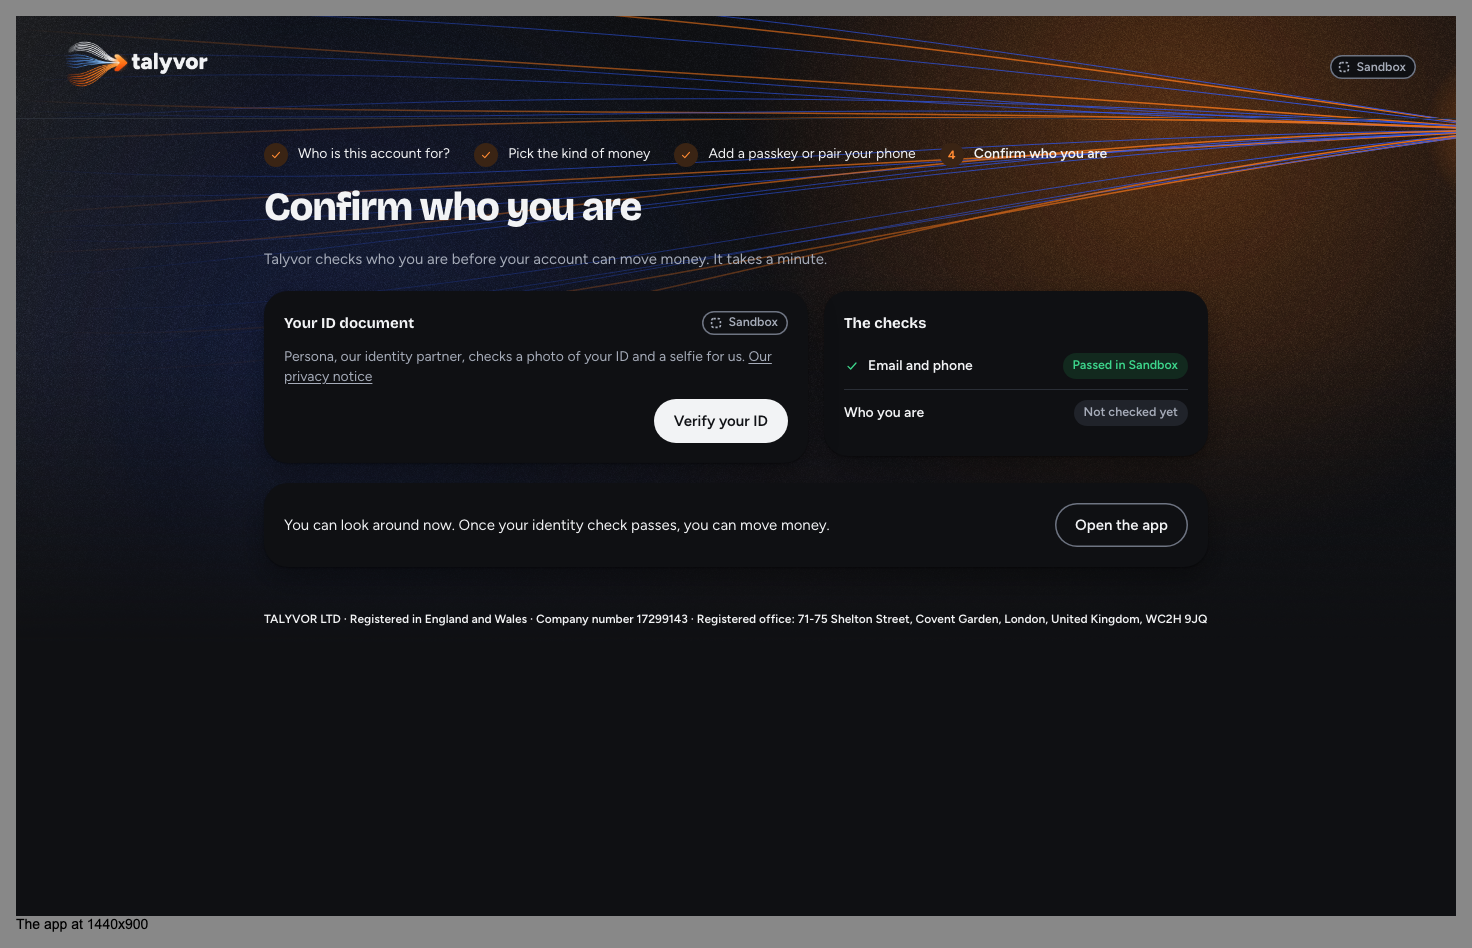 talyvor
Sandbox
Who is this account for?
Pick the kind of money
Add a passkey or pair your phone
4 Confirm who you are
Confirm who you are
Talyvor checks who you are before your account can move money. It takes a minute.
Your ID document
Sandbox
Persona, our identity partner, checks a photo of your ID and a selfie for us. Our
privacy notice
Verify your ID
The checks
Email and phone
Passed in Sandbox
Who you are
Not checked yet
You can look around now. Once your identity check passes, you can move money.
Open the app
TALYVOR LTD · Registered in England and Wales · Company number 17299143 · Registered office: 71-75 Shelton Street, Covent Garden, London, United Kingdom, WC2H 9JQ
The app at 1440x900